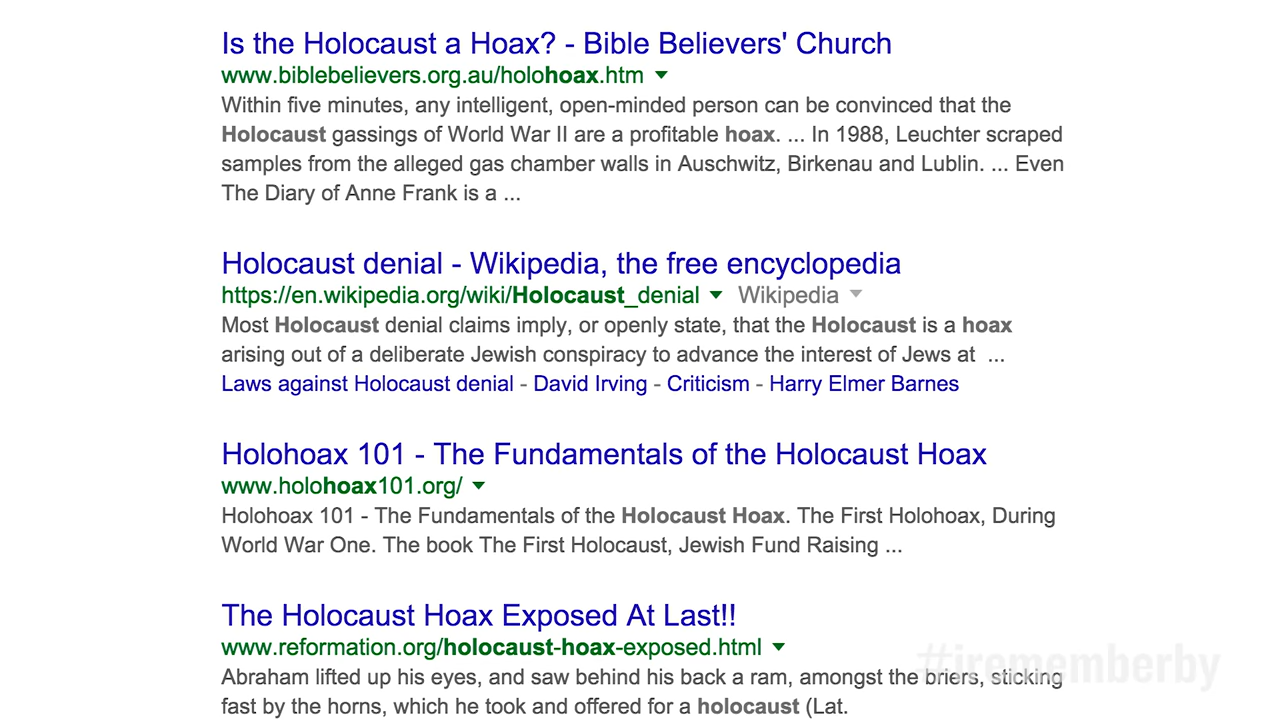 Is the Holocaust a Hoax? - Bible Believers' Church
www.biblebelievers.org.au/holohoax.htm
Within five minutes, any intelligent, open-minded person can be convinced that the
Holocaust gassings of World War II are a profitable hoax. ... In 1988, Leuchter scraped
samples from the alleged gas chamber walls in Auschwitz, Birkenau and Lublin. ... Even
The Diary of Anne Frank is a ...
Holocaust denial - Wikipedia, the free encyclopedia
https://en.wikipedia.org/wiki/Holocaust_denial Wikipedia
Most Holocaust denial claims imply, or openly state, that the Holocaust is a hoax
arising out of a deliberate Jewish conspiracy to advance the interest of Jews at ...
Laws against Holocaust denial - David Irving - Criticism - Harry Elmer Barnes
Holohoax 101 - The Fundamentals of the Holocaust Hoax
www.holohoax101.org/
Holohoax 101 - The Fundamentals of the Holocaust Hoax. The First Holohoax, During
World War One. The book The First Holocaust, Jewish Fund Raising ...
The Holocaust Hoax Exposed At Last!!
www.reformation.org/holocaust-hoax-exposed.html
#irememberby
Abraham lifted up his eyes, and saw behind his back a ram, amongst the briers, sticking
fast by the horns, which he took and offered for a holocaust (Lat.